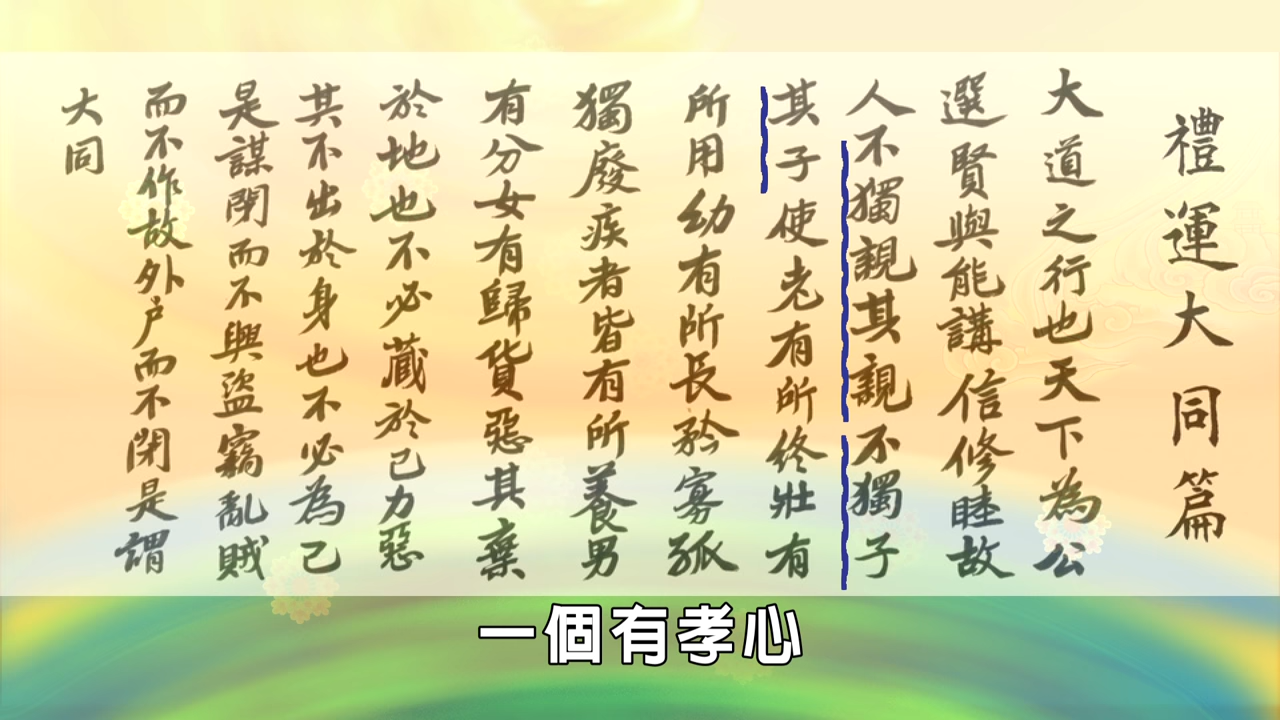 禮運大同篇
大道之行也天下為公
選賢與能講信修睦故
人不獨親其親不獨子
其子使老有所終壯有
所用幼有所長矜寡孤
獨廢疾者皆有所養男
有分女有歸貨惡其棄
於地也不必藏於己力惡
其不出於身也不必為己
是謀閉而不興盜竊亂賊
而不作故外戶而不閉是謂
大同
一個有孝心